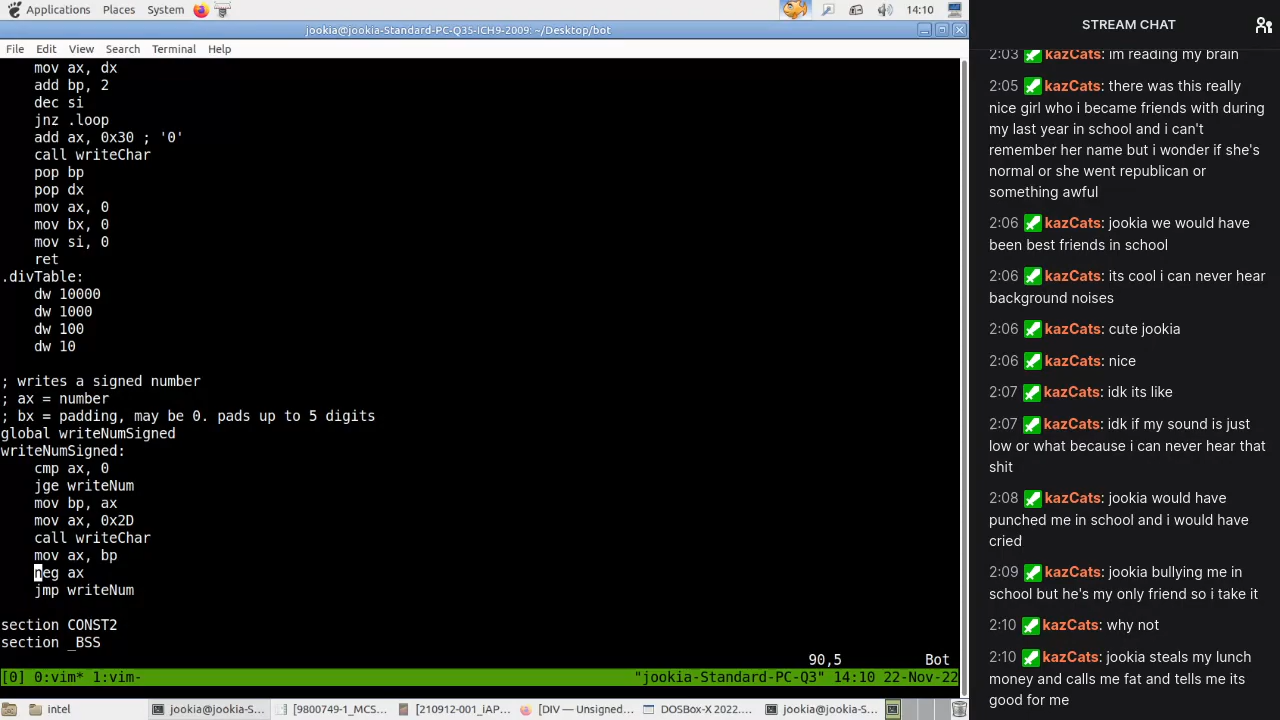 Applications Places System 14:10
jookia@jookia-Standard-PC-Q35-ICH9-2009: ~/Desktop/bot
File Edit View Search Terminal Help
mov ax, dx
add bp, 2
dec si
jnz .loop
add ax, 0x30 ; '0'
call writeChar
pop bp
pop dx
mov ax, 0
mov bx, 0
mov si, 0
ret
.divTable:
dw 10000
dw 1000
dw 100
dw 10
; writes a signed number
; ax = number
; bx = padding, may be 0. pads up to 5 digits
global writeNumSigned
writeNumSigned:
cmp ax, 0
jge writeNum
mov bp, ax
mov ax, 0x2D
call writeChar
mov ax, bp
neg ax
jmp writeNum
section CONST2
section _BSS
90,5 Bot
[0] 0:vim* 1:vim- "jookia-Standard-PC-Q3" 14:10 22-Nov-22
intel jookia@jookia-S... [9800749-1_MCS... [210912-001_iAP... [DIV — Unsigned... DOSBox-X 2022.... jookia@jookia-S...
STREAM CHAT
2:03 kazCats: im reading my brain
2:05 kazCats: there was this really
nice girl who i became friends with during
my last year in school and i can't
remember her name but i wonder if she's
normal or she went republican or
something awful
2:06 kazCats: jookia we would have
been best friends in school
2:06 kazCats: its cool i can never hear
background noises
2:06 kazCats: cute jookia
2:06 kazCats: nice
2:07 kazCats: idk its like
2:07 kazCats: idk if my sound is just
low or what because i can never hear that
shit
2:08 kazCats: jookia would have
punched me in school and i would have
cried
2:09 kazCats: jookia bullying me in
school but he's my only friend so i take it
2:10 kazCats: why not
2:10 kazCats: jookia steals my lunch
money and calls me fat and tells me its
good for me